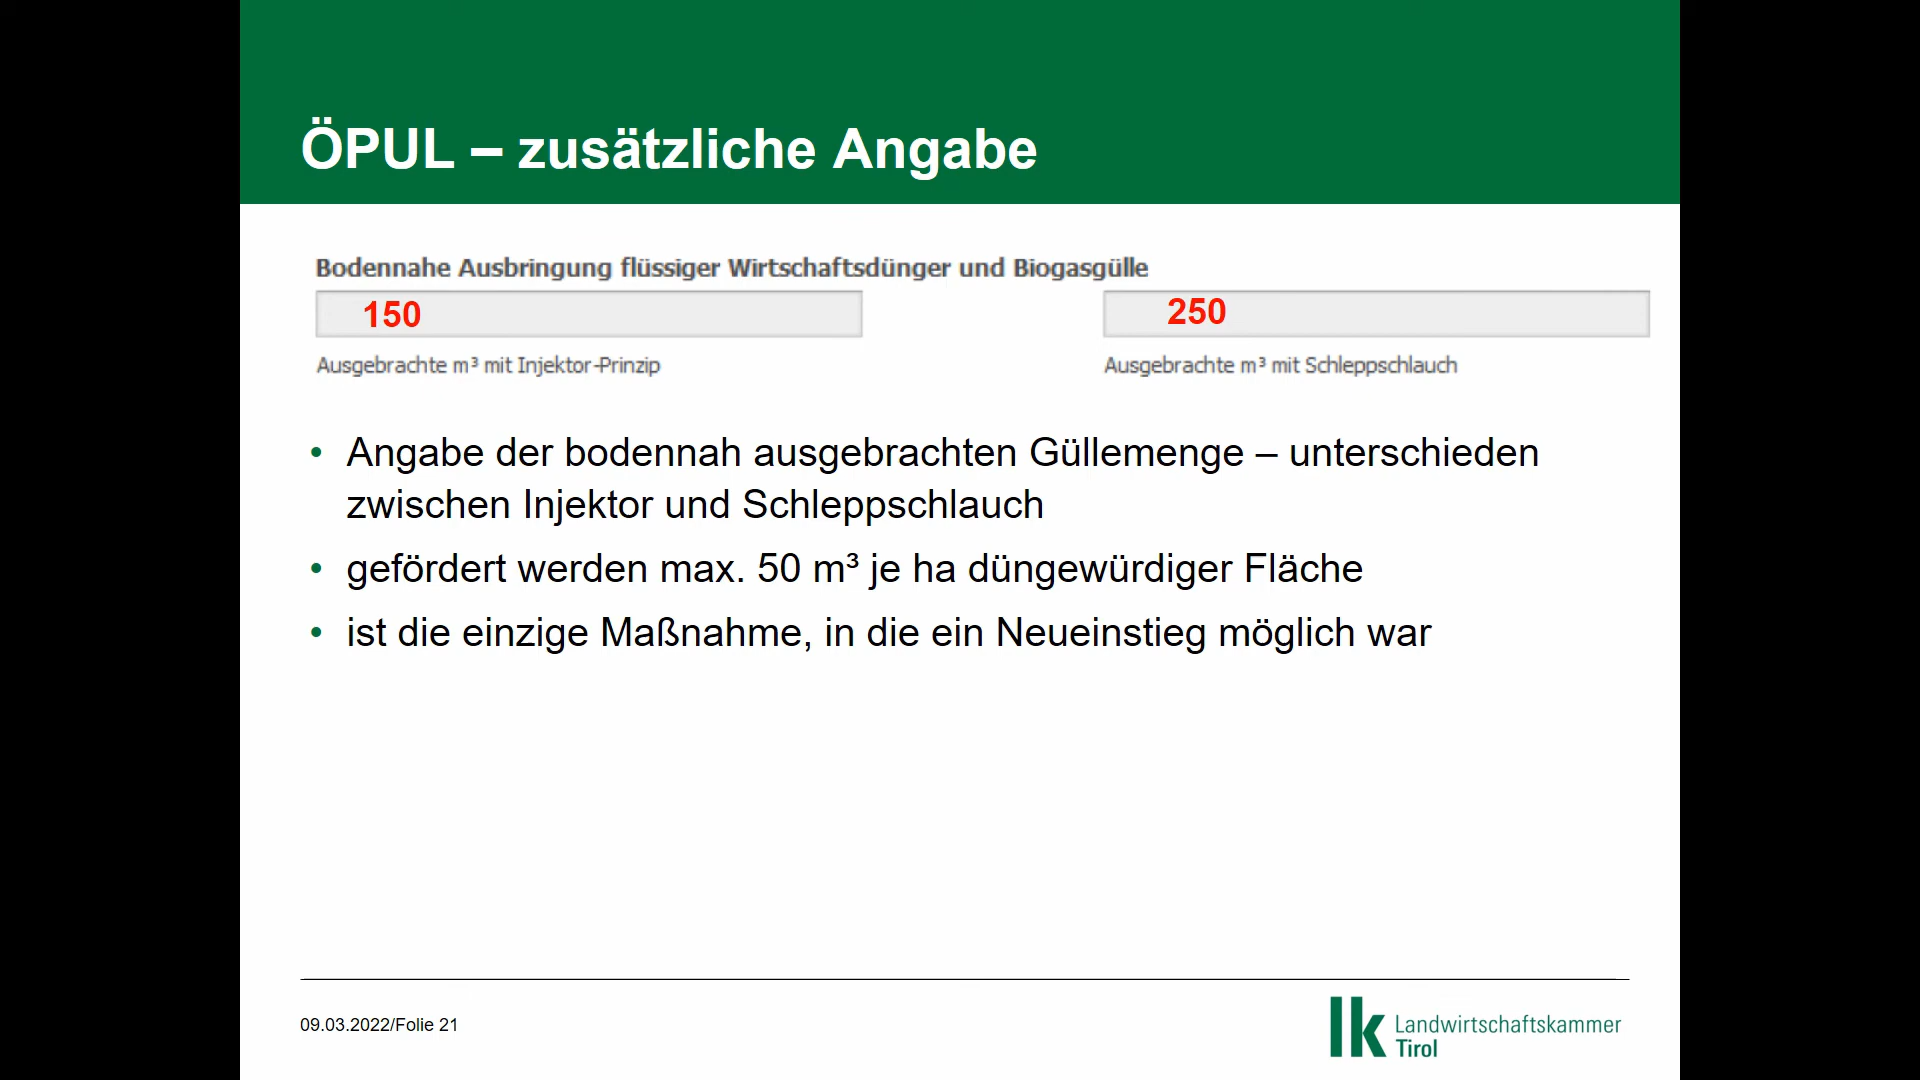 ÖPUL – zusätzliche Angabe
Bodennahe Ausbringung flüssiger Wirtschaftsdünger und Biogasgülle
150
250
Ausgebrachte m³ mit Injektor-Prinzip
Ausgebrachte m³ mit Schleppschlauch
• Angabe der bodennah ausgebrachten Güllemenge – unterschieden
zwischen Injektor und Schleppschlauch
• gefördert werden max. 50 m³ je ha düngewürdiger Fläche
• ist die einzige Maßnahme, in die ein Neueinstieg möglich war
09.03.2022/Folie 21
lk Landwirtschaftskammer
Tirol